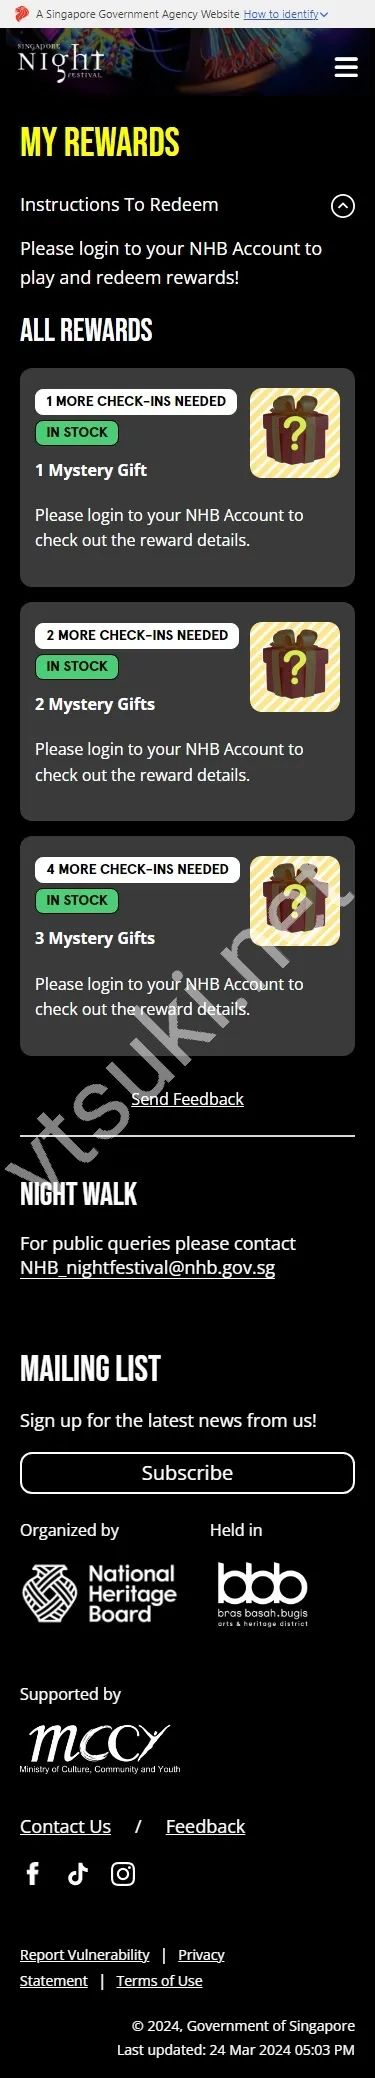 A Singapore Government Agency Website How to identify
SINGAPORE
Night
FESTIVAL
MY REWARDS
Instructions To Redeem
Please login to your NHB Account to
play and redeem rewards!
ALL REWARDS
1 MORE CHECK-INS NEEDED
IN STOCK
?
1 Mystery Gift
Please login to your NHB Account to
check out the reward details.
2 MORE CHECK-INS NEEDED
IN STOCK
?
2 Mystery Gifts
Please login to your NHB Account to
check out the reward details.
4 MORE CHECK-INS NEEDED
IN STOCK
?
3 Mystery Gifts
Please login to your NHB Account to
check out the reward details.
vtsuki.net
Send Feedback
NIGHT WALK
For public queries please contact
NHB_nightfestival@nhb.gov.sg
MAILING LIST
Sign up for the latest news from us!
Subscribe
Organized by Held in
National
Heritage
Board
bbb
bras basah.bugis
arts & heritage district
Supported by
mccy
Ministry of Culture, Community and Youth
Contact Us / Feedback
Report Vulnerability | Privacy
Statement | Terms of Use
© 2024, Government of Singapore
Last updated: 24 Mar 2024 05:03 PM